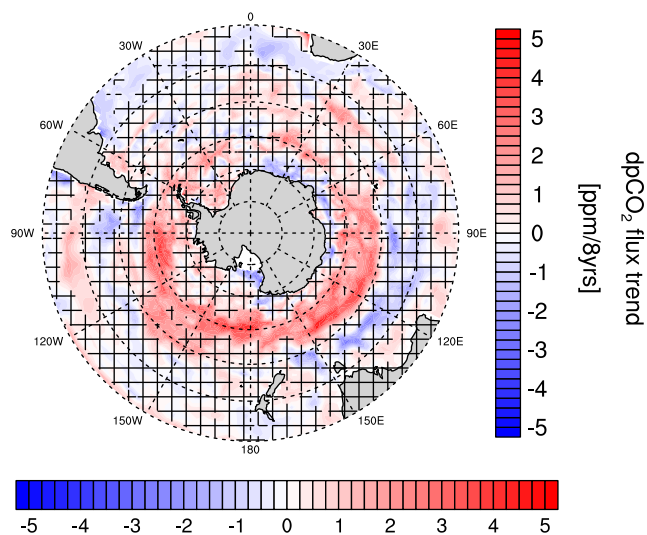 0
30W
30E
60W
60E
90W
90E
120W
120E
150W
150E
180
5
4
3
2
1
0
-1
-2
-3
-4
-5
dpCO₂ flux trend
[ppm/8yrs]
-5 -4 -3 -2 -1 0 1 2 3 4 5